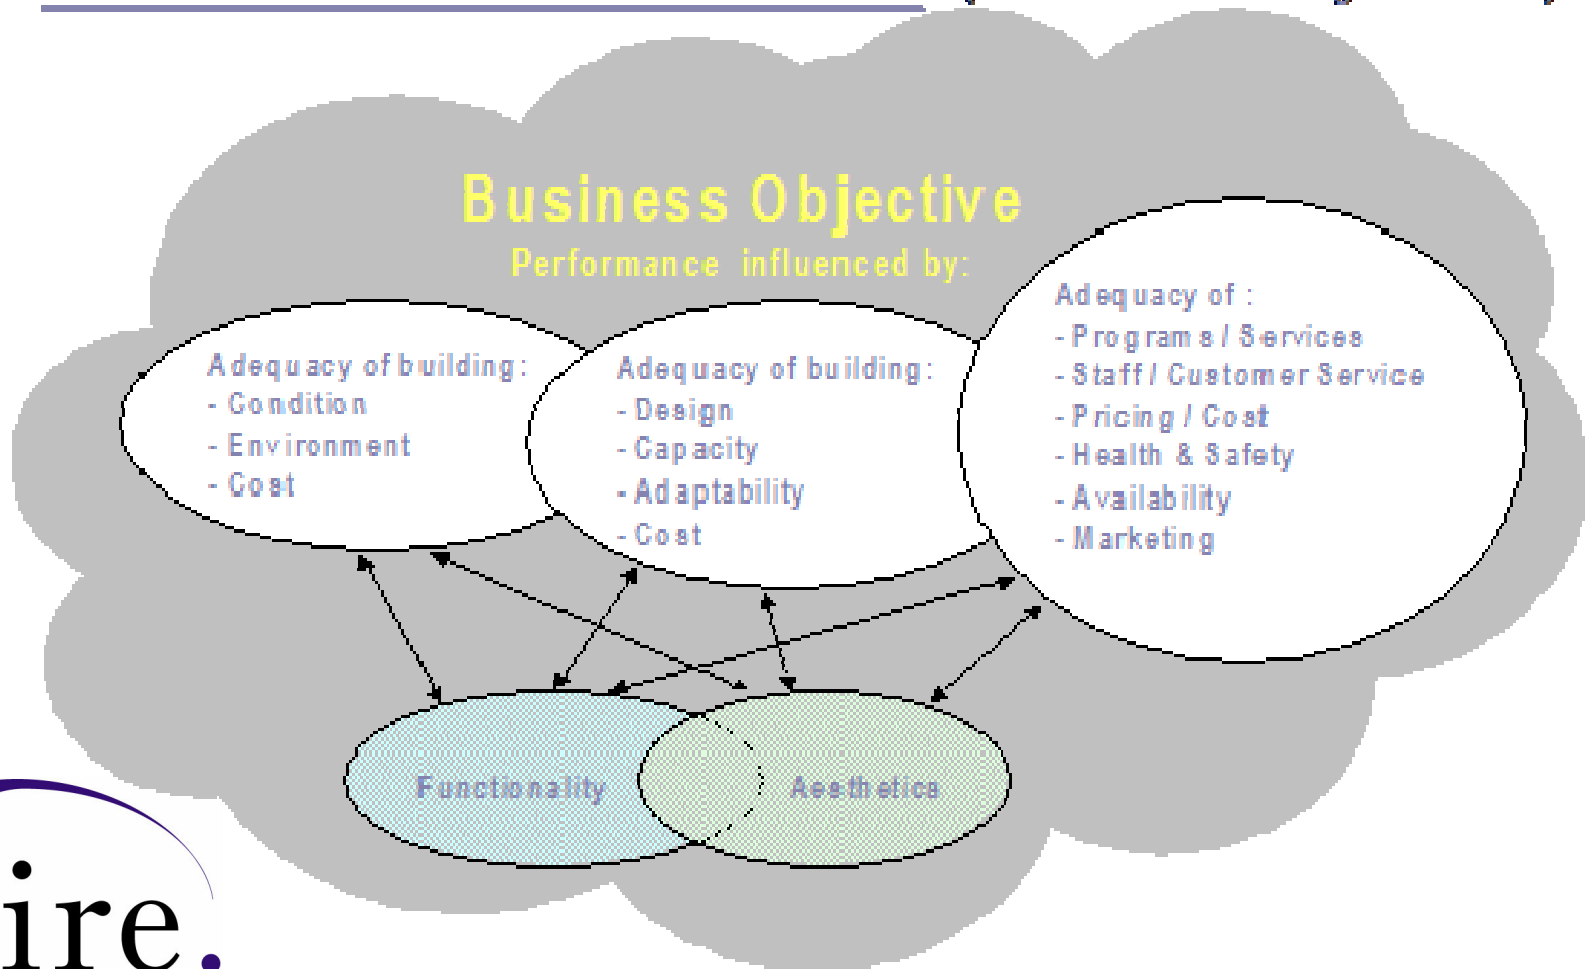 Business Objective
Performance influenced by:
Adequacy of building:
- Condition
- Environment
- Cost
Adequacy of building:
- Design
- Capacity
- Adaptability
- Cost
Adequacy of :
- Programs / Services
- Staff / Customer Service
- Pricing / Cost
- Health & Safety
- Availability
- Marketing
Functionality
Aesthetics
ire.